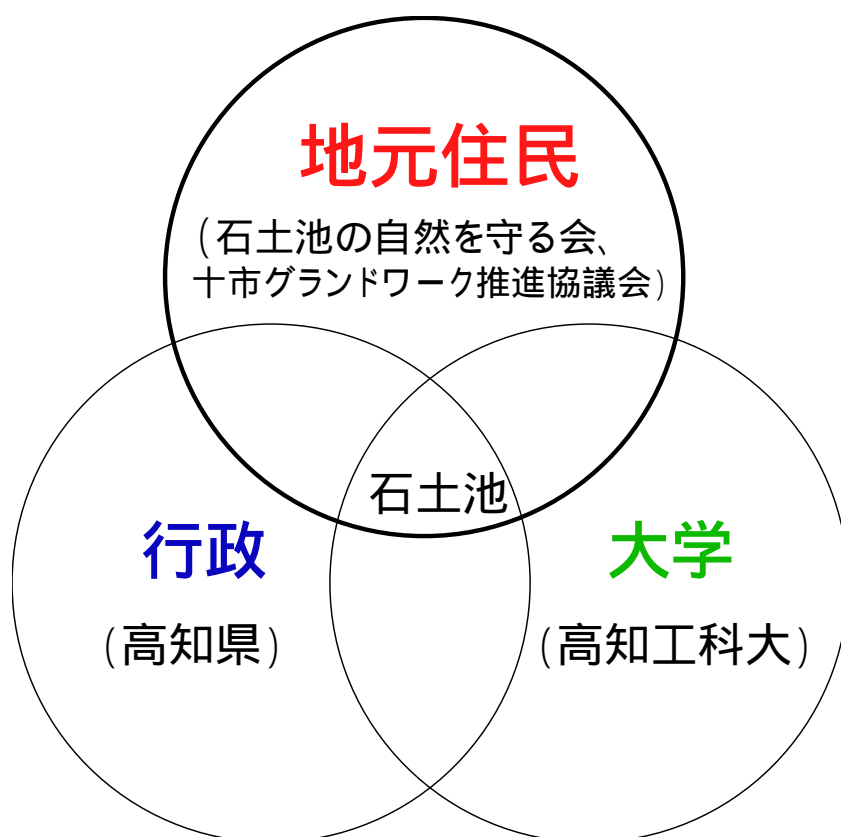 地元住民
(石土池の自然を守る会、
十市グランドワーク推進協議会)
石土池
行政
(高知県)
大学
(高知工科大)